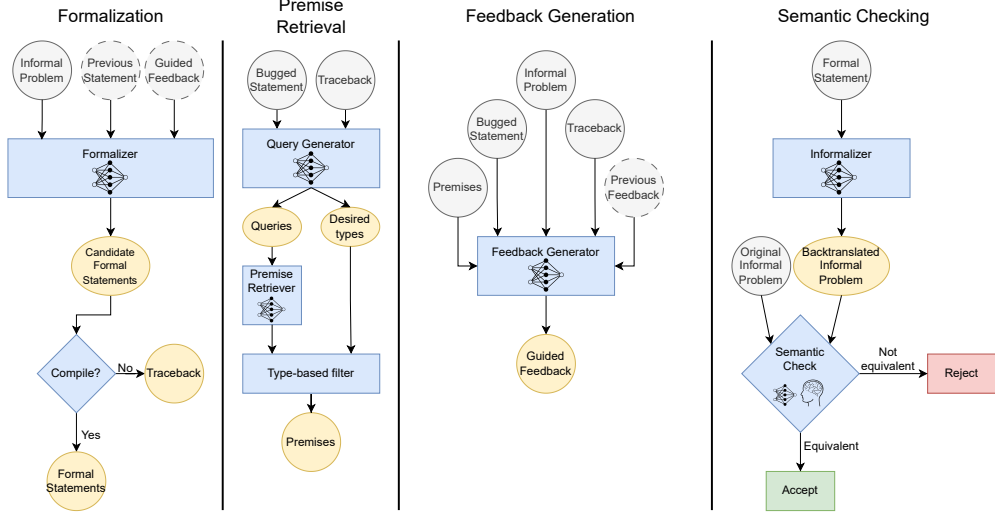 Formalization
Informal
Problem
Previous
Statement
Guided
Feedback
Formalizer
Candidate
Formal
Statements
Compile?
No
Traceback
Yes
Formal
Statements
Premise
Retrieval
Bugged
Statement
Traceback
Query Generator
Queries
Desired
types
Premise
Retriever
Type-based filter
Premises
Feedback Generation
Informal
Problem
Bugged
Statement
Traceback
Premises
Previous
Feedback
Feedback Generator
Guided
Feedback
Semantic Checking
Formal
Statement
Informalizer
Original
Informal
Problem
Backtranslated
Informal
Problem
Semantic
Check
Not
equivalent
Reject
Equivalent
Accept